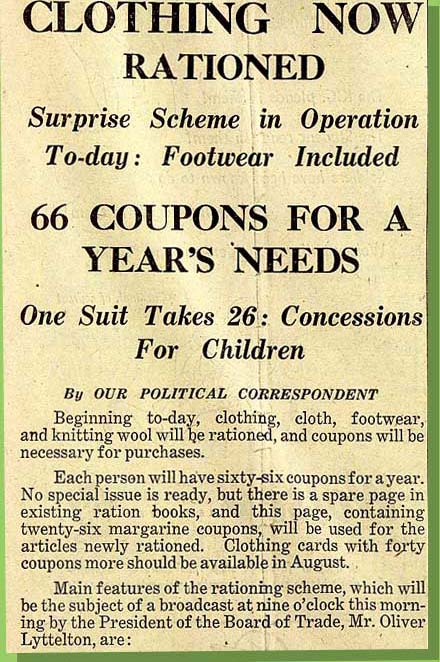 CLOTHING NOW
RATIONED
Surprise Scheme in Operation
To-day: Footwear Included
66 COUPONS FOR A
YEAR'S NEEDS
One Suit Takes 26: Concessions
For Children
By OUR POLITICAL CORRESPONDENT
Beginning to-day, clothing, cloth, footwear,
and knitting wool will be rationed, and coupons will be
necessary for purchases.
Each person will have sixty-six coupons for a year.
No special issue is ready, but there is a spare page in
existing ration books, and this page, containing
twenty-six margarine coupons, will be used for the
articles newly rationed. Clothing cards with forty
coupons more should be available in August.
Main features of the rationing scheme, which will
be the subject of a broadcast at nine o'clock this morn-
ing by the President of the Board of Trade, Mr. Oliver
Lyttelton, are: